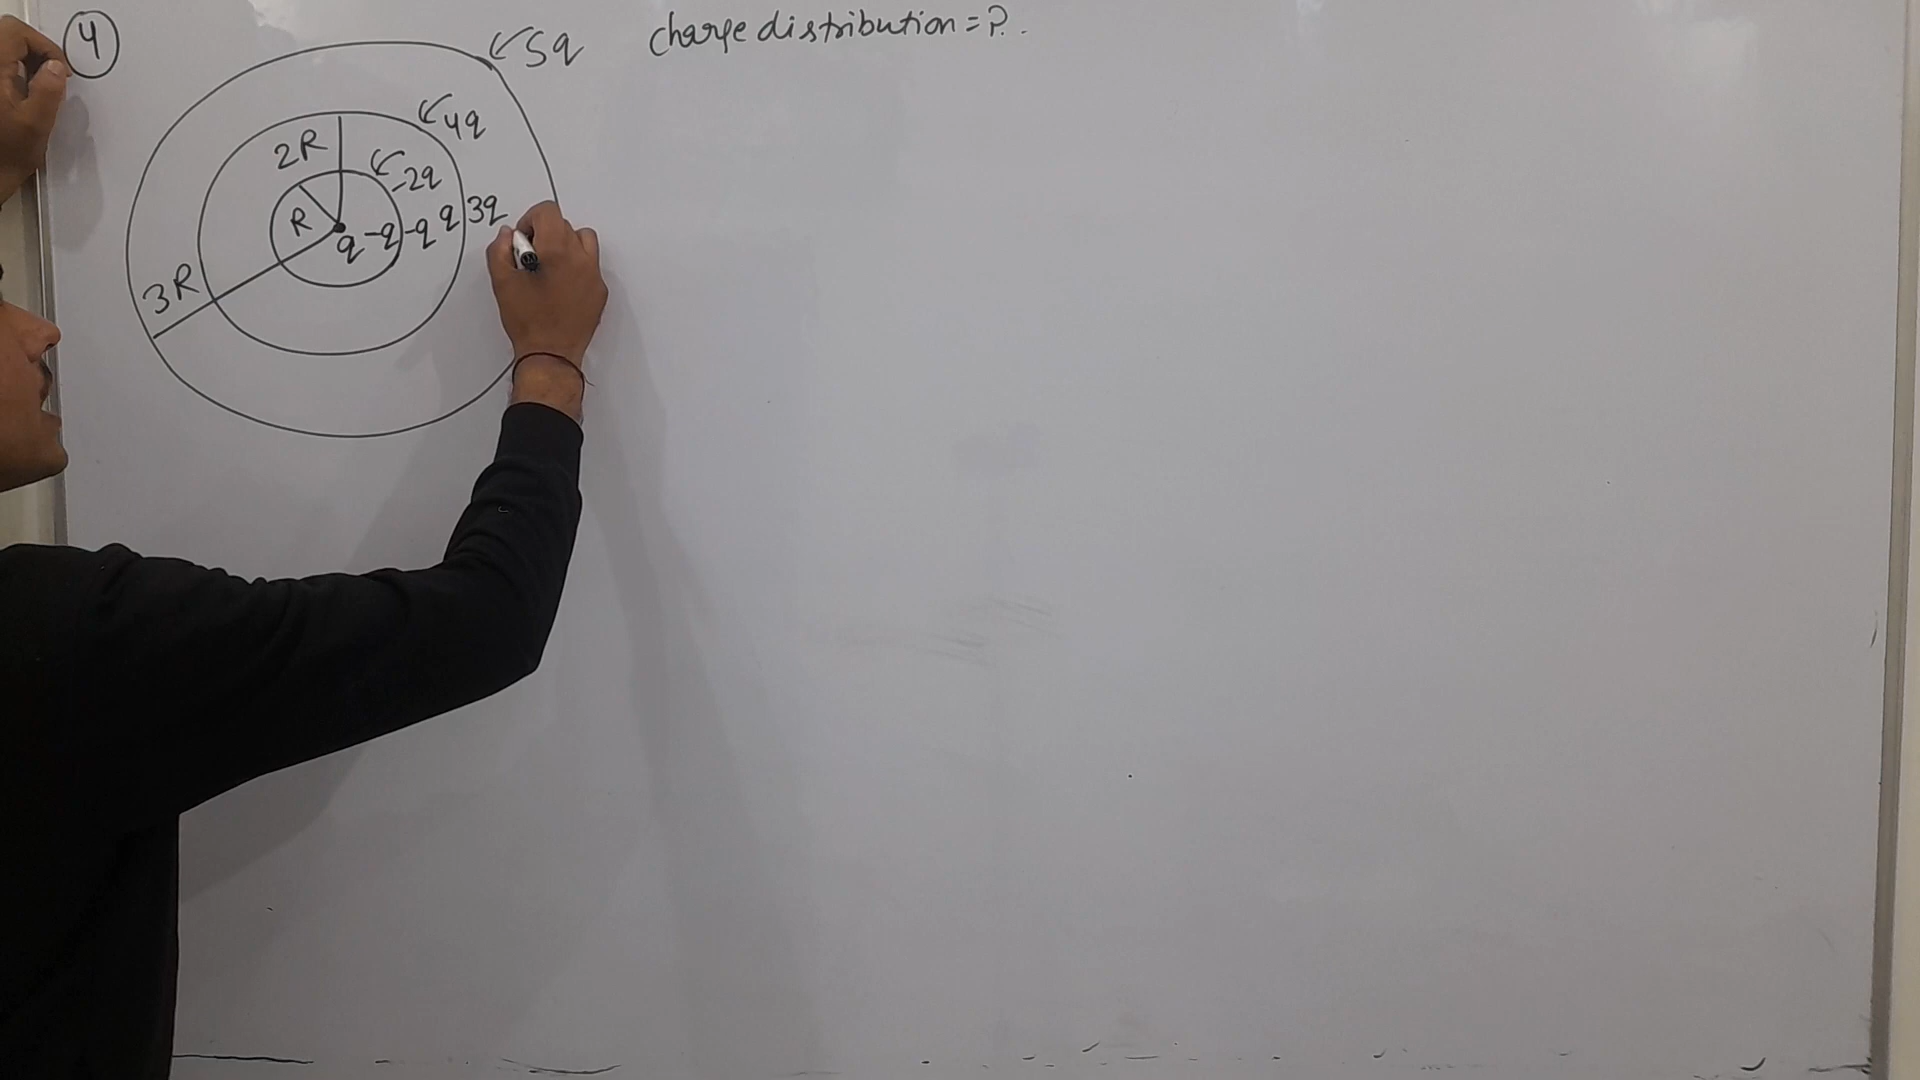 4
5q charge distribution = ?.
4q
2R
-2q
R q -q -q q 3q
3R